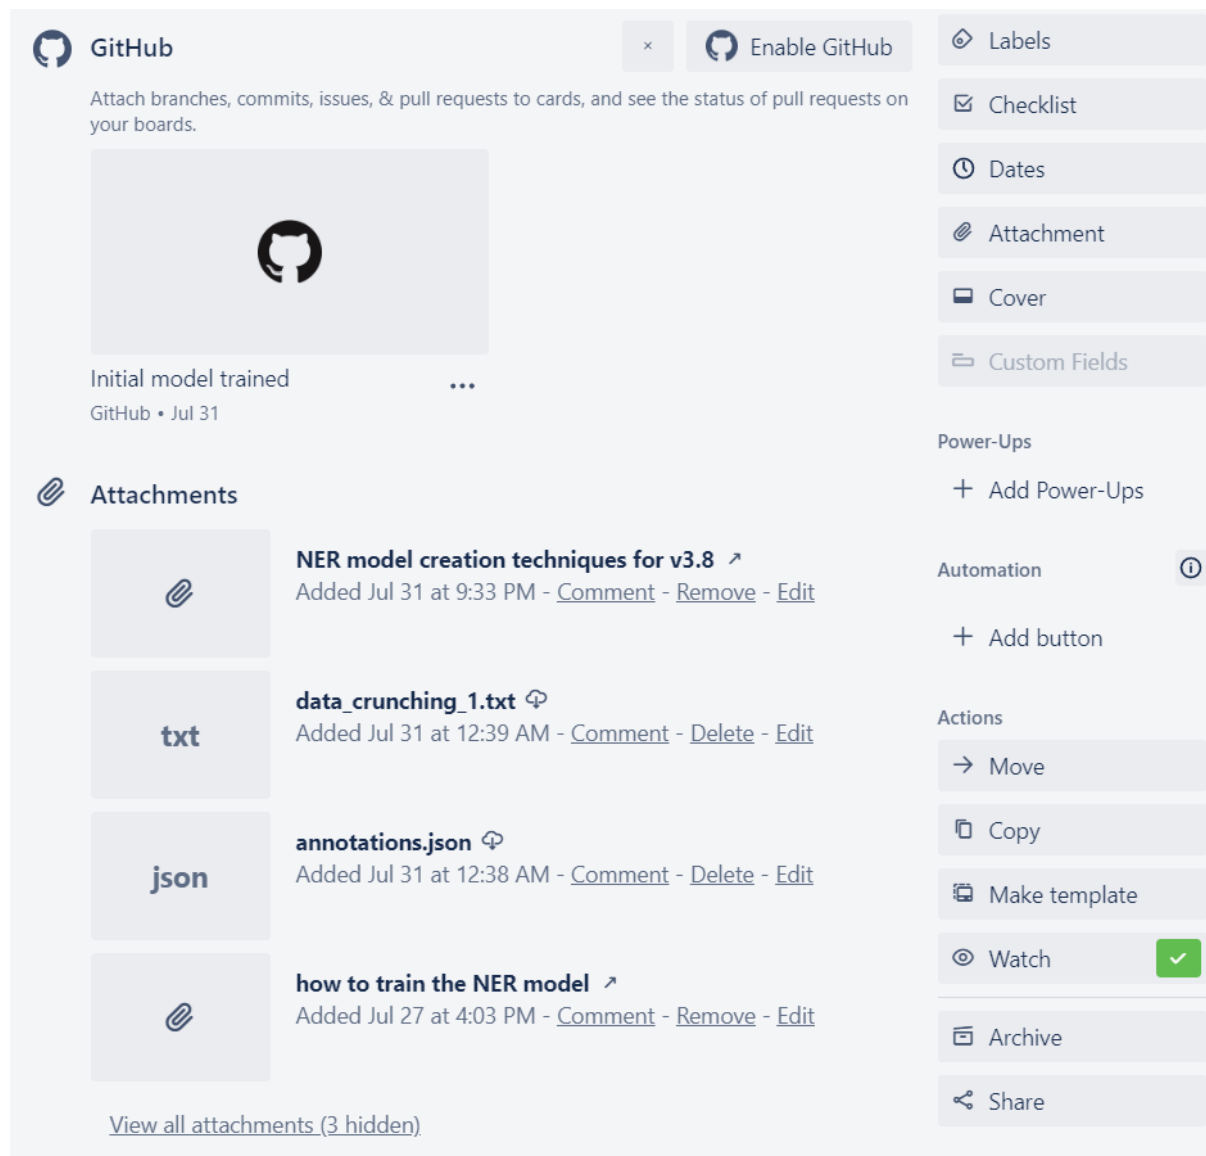 GitHub
×
Enable GitHub
Attach branches, commits, issues, & pull requests to cards, and see the status of pull requests on
your boards.
Initial model trained
...
GitHub • Jul 31
Attachments
NER model creation techniques for v3.8 ↗
Added Jul 31 at 9:33 PM - Comment - Remove - Edit
txt
data_crunching_1.txt
Added Jul 31 at 12:39 AM - Comment - Delete - Edit
json
annotations.json
Added Jul 31 at 12:38 AM - Comment - Delete - Edit
how to train the NER model ↗
Added Jul 27 at 4:03 PM - Comment - Remove - Edit
View all attachments (3 hidden)
Labels
Checklist
Dates
Attachment
Cover
Custom Fields
Power-Ups
+ Add Power-Ups
Automation
+ Add button
Actions
→ Move
Copy
Make template
Watch
Archive
Share